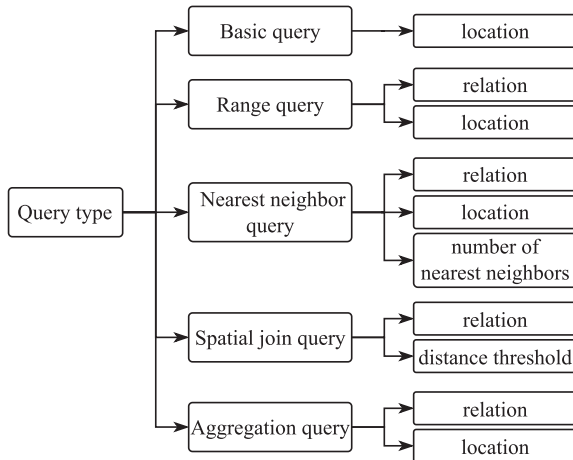 Query type
Basic query
location
Range query
relation
location
Nearest neighbor
query
relation
location
number of
nearest neighbors
Spatial join query
relation
distance threshold
Aggregation query
relation
location